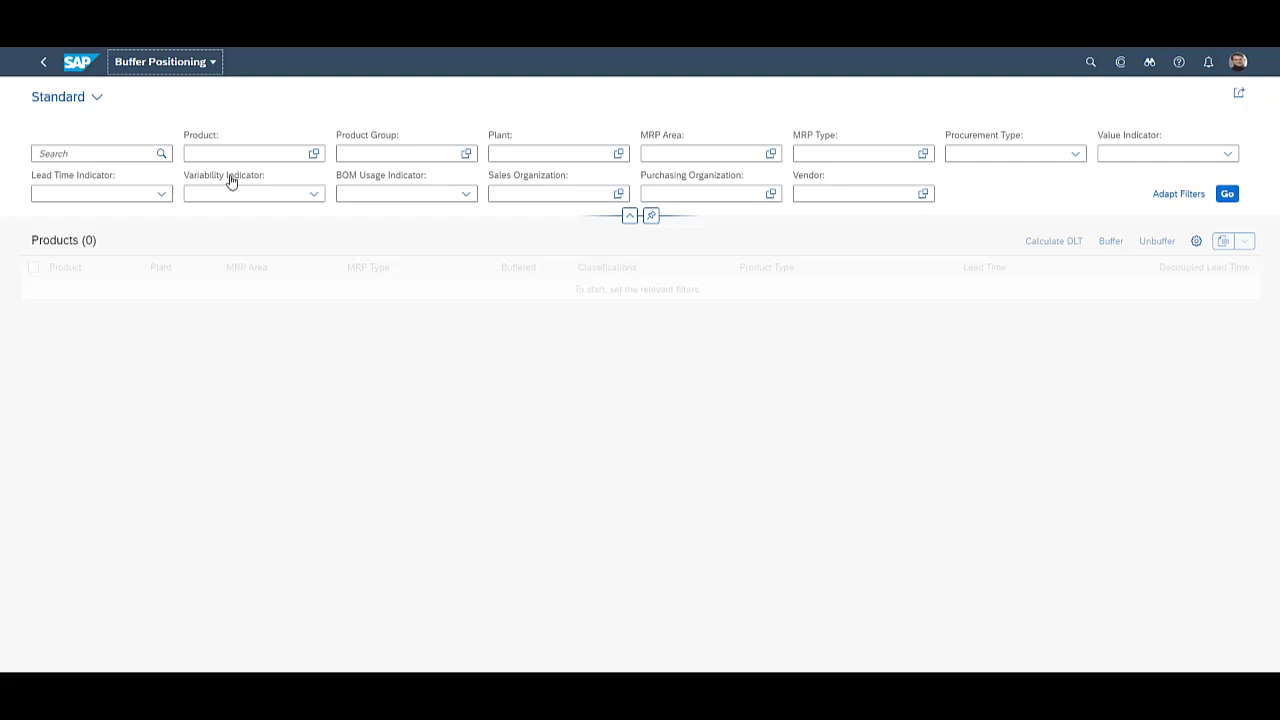 SAP Buffer Positioning
Standard
Product: Product Group: Plant: MRP Area: MRP Type: Procurement Type: Value Indicator:
Search
Lead Time Indicator: Variability Indicator: BOM Usage Indicator: Sales Organization: Purchasing Organization: Vendor:
Adapt Filters Go
Products (0) Calculate DLT Buffer Unbuffer
Product Plant MRP Area MRP Type Buffered Classifications Product Type Lead Time Decoupled Lead Time
To start, set the relevant filters.